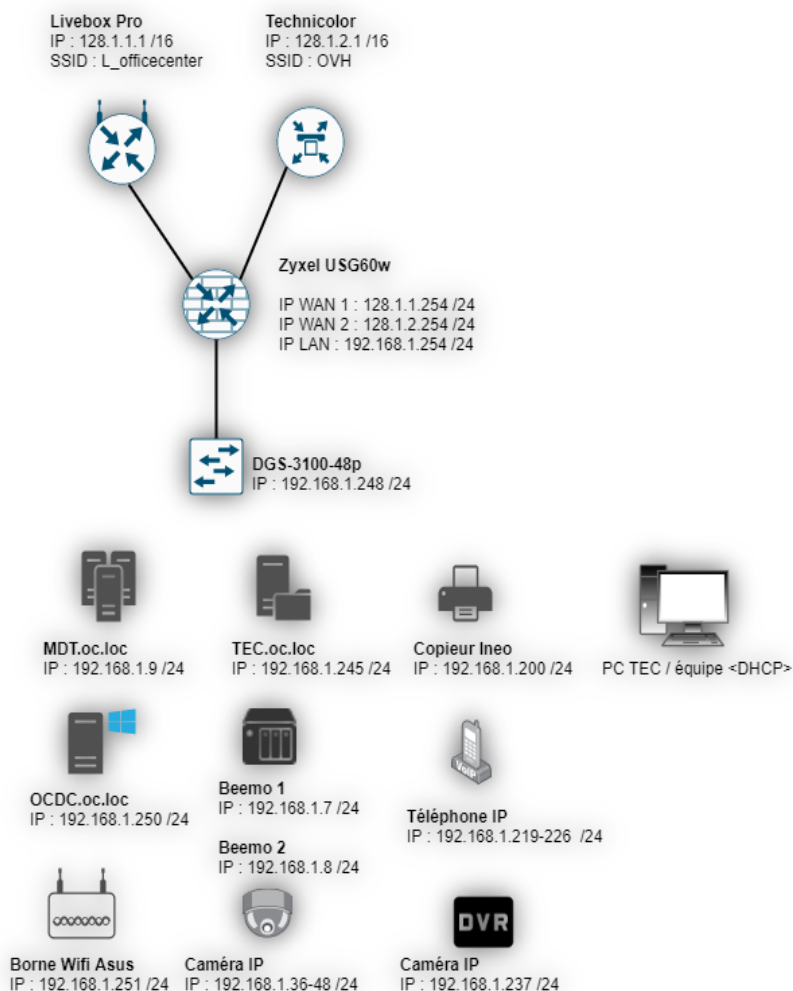 Livebox Pro
IP : 128.1.1.1 /16
SSID : L_officecenter
Technicolor
IP : 128.1.2.1 /16
SSID : OVH
Zyxel USG60w
IP WAN 1 : 128.1.1.254 /24
IP WAN 2 : 128.1.2.254 /24
IP LAN : 192.168.1.254 /24
DGS-3100-48p
IP : 192.168.1.248 /24
MDT.oc.loc
IP : 192.168.1.9 /24
TEC.oc.loc
IP : 192.168.1.245 /24
Copieur Ineo
IP : 192.168.1.200 /24
PC TEC / équipe <DHCP>
OCDC.oc.loc
IP : 192.168.1.250 /24
Beemo 1
IP : 192.168.1.7 /24
Beemo 2
IP : 192.168.1.8 /24
VoIP
Téléphone IP
IP : 192.168.1.219-226 /24
Borne Wifi Asus
IP : 192.168.1.251 /24
Caméra IP
IP : 192.168.1.36-48 /24
DVR
Caméra IP
IP : 192.168.1.237 /24